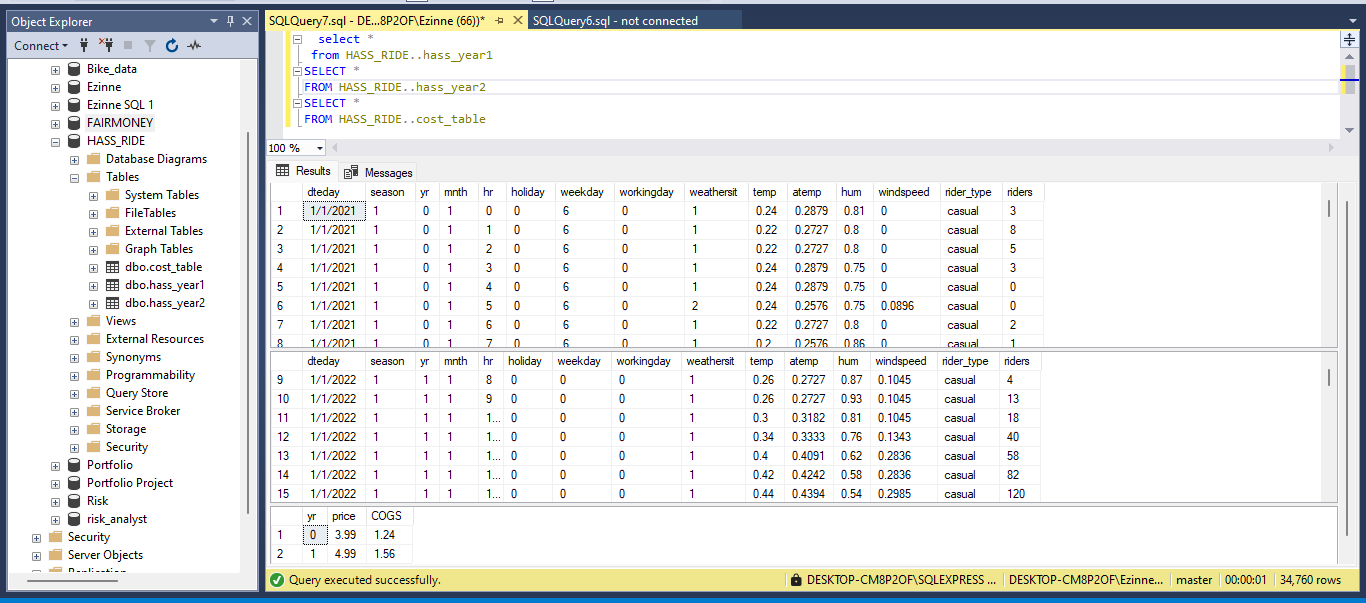 Object Explorer
Connect
Bike_data
Ezinne
Ezinne SQL 1
FAIRMONEY
HASS_RIDE
Database Diagrams
Tables
System Tables
FileTables
External Tables
Graph Tables
dbo.cost_table
dbo.hass_year1
dbo.hass_year2
Views
External Resources
Synonyms
Programmability
Query Store
Service Broker
Storage
Security
Portfolio
Portfolio Project
Risk
risk_analyst
Security
Server Objects
Replication
SQLQuery7.sql - DE...8P2OF\Ezinne (66))* SQLQuery6.sql - not connected
select *
from HASS_RIDE..hass_year1
SELECT *
FROM HASS_RIDE..hass_year2
SELECT *
FROM HASS_RIDE..cost_table
100 %
Results Messages
dteday season yr mnth hr holiday weekday workingday weathersit temp atemp hum windspeed rider_type riders
1 1/1/2021 1 0 1 0 0 6 0 1 0.24 0.2879 0.81 0 casual 3
2 1/1/2021 1 0 1 1 0 6 0 1 0.22 0.2727 0.8 0 casual 8
3 1/1/2021 1 0 1 2 0 6 0 1 0.22 0.2727 0.8 0 casual 5
4 1/1/2021 1 0 1 3 0 6 0 1 0.24 0.2879 0.75 0 casual 3
5 1/1/2021 1 0 1 4 0 6 0 1 0.24 0.2879 0.75 0 casual 0
6 1/1/2021 1 0 1 5 0 6 0 2 0.24 0.2576 0.75 0.0896 casual 0
7 1/1/2021 1 0 1 6 0 6 0 1 0.22 0.2727 0.8 0 casual 2
8 1/1/2021 1 0 1 7 0 6 0 1 0.2 0.2576 0.86 0 casual 1
dteday season yr mnth hr holiday weekday workingday weathersit temp atemp hum windspeed rider_type riders
9 1/1/2022 1 1 1 8 0 0 0 1 0.26 0.2727 0.87 0.1045 casual 4
10 1/1/2022 1 1 1 9 0 0 0 1 0.26 0.2727 0.93 0.1045 casual 13
11 1/1/2022 1 1 1 1... 0 0 0 1 0.3 0.3182 0.81 0.1045 casual 18
12 1/1/2022 1 1 1 1... 0 0 0 1 0.34 0.3333 0.76 0.1343 casual 40
13 1/1/2022 1 1 1 1... 0 0 0 1 0.4 0.4091 0.62 0.2836 casual 58
14 1/1/2022 1 1 1 1... 0 0 0 1 0.42 0.4242 0.58 0.2836 casual 82
15 1/1/2022 1 1 1 1... 0 0 0 1 0.44 0.4394 0.54 0.2985 casual 120
yr price COGS
1 0 3.99 1.24
2 1 4.99 1.56
Query executed successfully. DESKTOP-CM8P2OF\SQLEXPRESS ... DESKTOP-CM8P2OF\Ezinne... master 00:00:01 34,760 rows